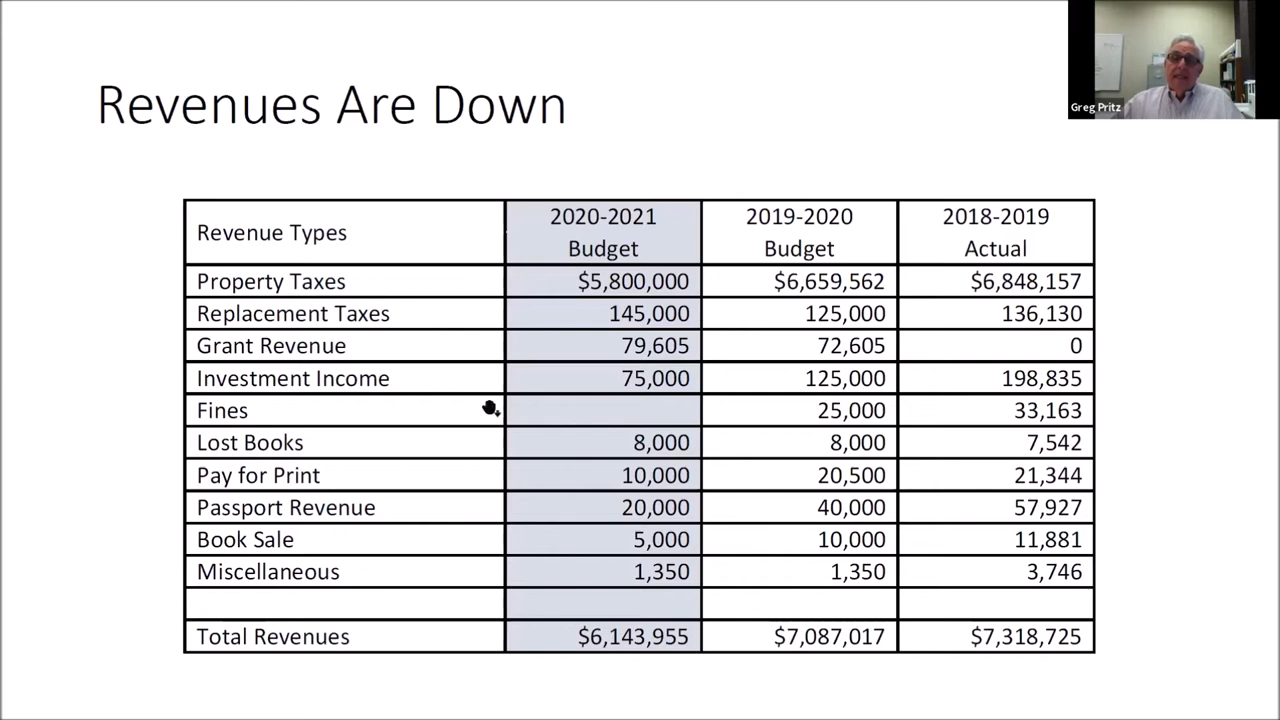 Revenues Are Down
Greg Pritz
Revenue Types 2020-2021 Budget 2019-2020 Budget 2018-2019 Actual
Property Taxes $5,800,000 $6,659,562 $6,848,157
Replacement Taxes 145,000 125,000 136,130
Grant Revenue 79,605 72,605 0
Investment Income 75,000 125,000 198,835
Fines 25,000 33,163
Lost Books 8,000 8,000 7,542
Pay for Print 10,000 20,500 21,344
Passport Revenue 20,000 40,000 57,927
Book Sale 5,000 10,000 11,881
Miscellaneous 1,350 1,350 3,746
Total Revenues $6,143,955 $7,087,017 $7,318,725